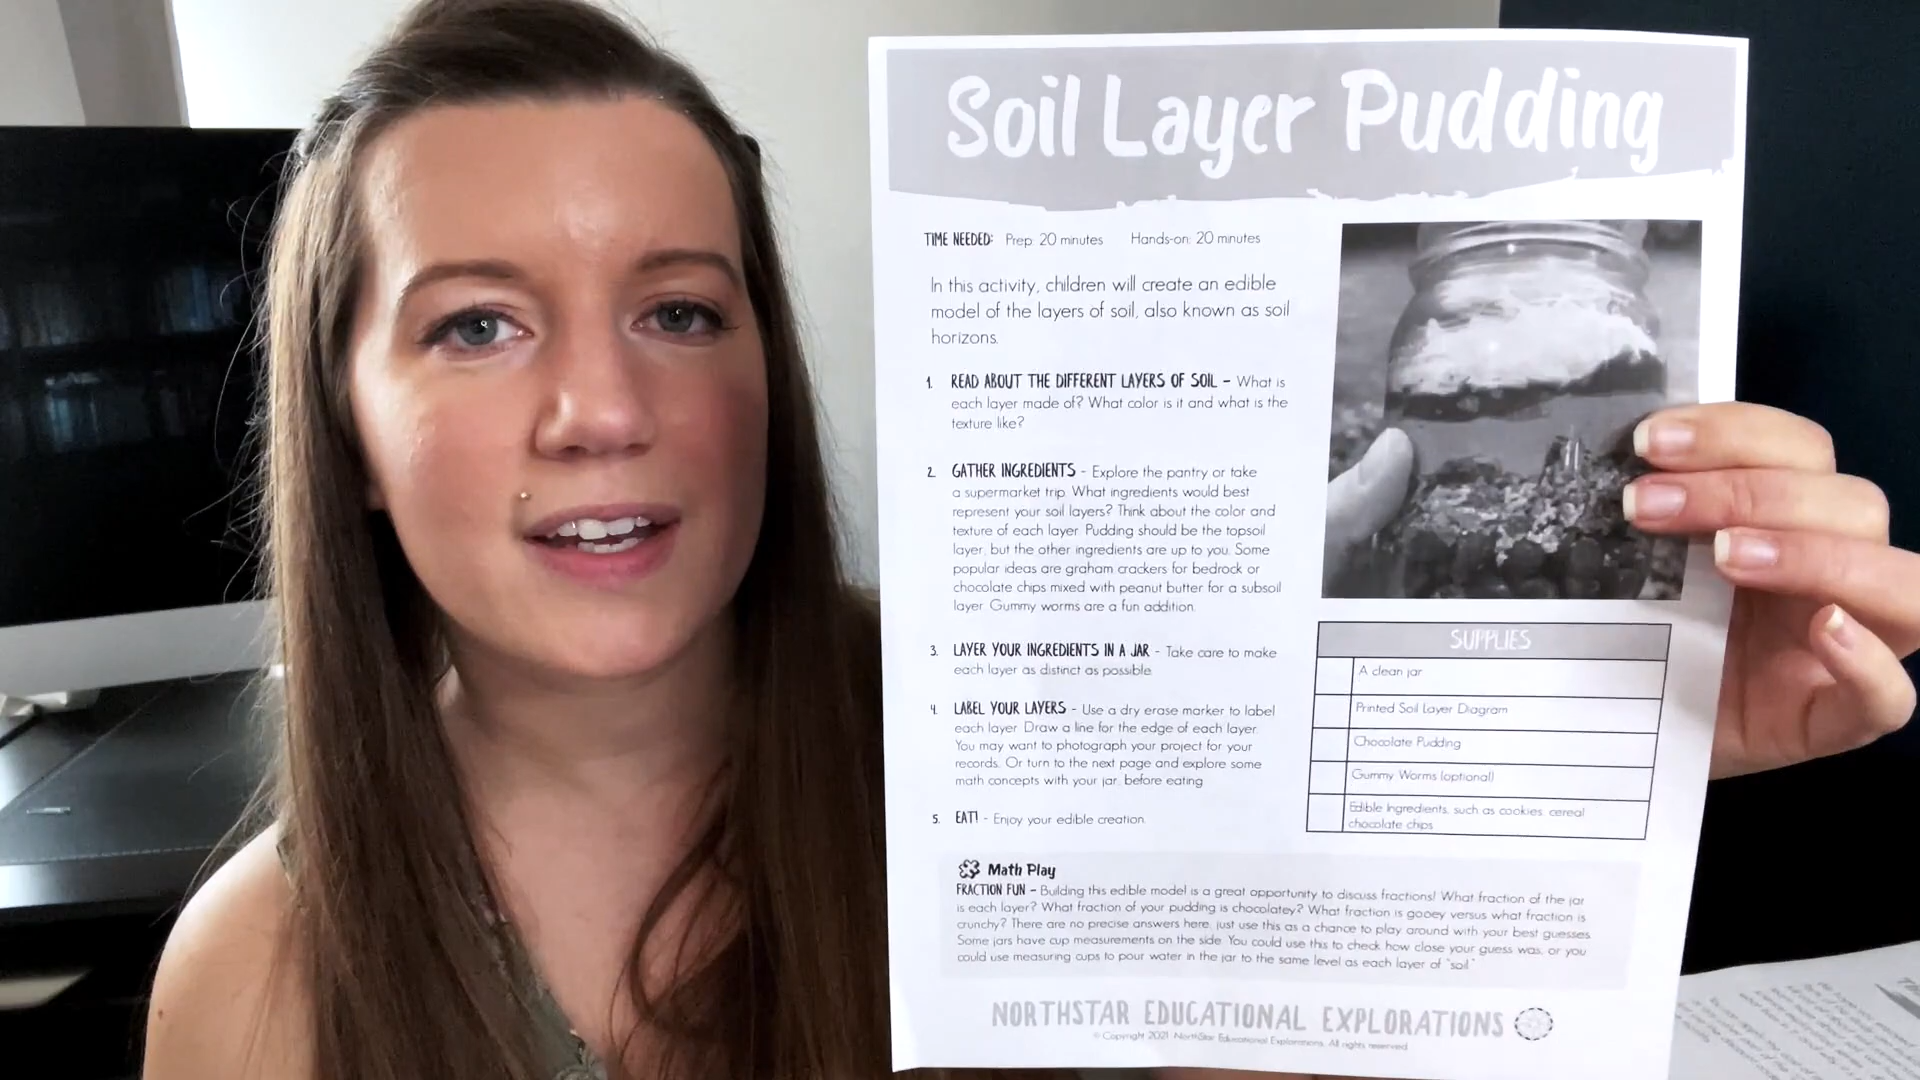 Soil Layer Pudding
TIME NEEDED: Prep: 20 minutes Hands-on: 20 minutes
In this activity, children will create an edible
model of the layers of soil, also known as soil
horizons.
1. READ ABOUT THE DIFFERENT LAYERS OF SOIL – What is
each layer made of? What color is it and what is the
texture like?
2. GATHER INGREDIENTS - Explore the pantry or take
a supermarket trip. What ingredients would best
represent your soil layers? Think about the color and
texture of each layer. Pudding should be the topsoil
layer, but the other ingredients are up to you. Some
popular ideas are graham crackers for bedrock or
chocolate chips mixed with peanut butter for a subsoil
layer. Gummy worms are a fun addition.
3. LAYER YOUR INGREDIENTS IN A JAR - Take care to make
each layer as distinct as possible.
4. LABEL YOUR LAYERS - Use a dry erase marker to label
each layer. Draw a line for the edge of each layer.
You may want to photograph your project for your
records. Or turn to the next page and explore some
math concepts with your jar, before eating.
5. EAT! - Enjoy your edible creation.
SUPPLIES
A clean jar
Printed Soil Layer Diagram
Chocolate Pudding
Gummy Worms (optional)
Edible Ingredients, such as cookies, cereal
chocolate chips
Math Play
FRACTION FUN – Building this edible model is a great opportunity to discuss fractions! What fraction of the jar
is each layer? What fraction of your pudding is chocolatey? What fraction is gooey versus what fraction is
crunchy? There are no precise answers here, just use this as a chance to play around with your best guesses.
Some jars have cup measurements on the side. You could use this to check how close your guess was, or you
could use measuring cups to pour water in the jar to the same level as each layer of "soil."
NORTHSTAR EDUCATIONAL EXPLORATIONS
© Copyright 2021 NorthStar Educational Explorations. All rights reserved.